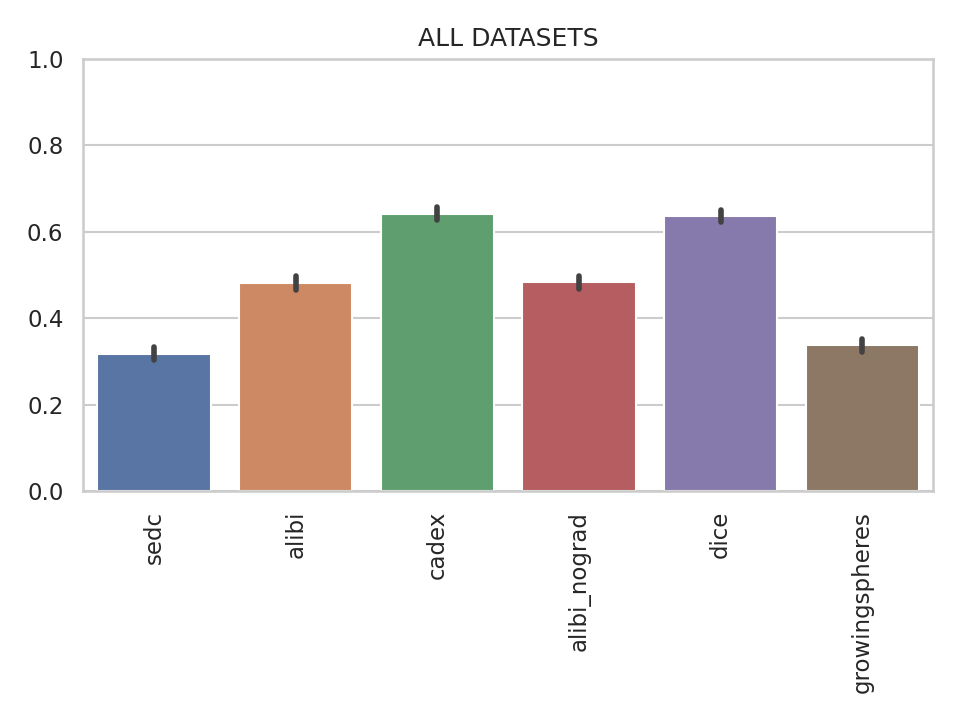 ALL DATASETS
1.0
0.8
0.6
0.4
0.2
0.0
sedc
alibi
cadex
alibi_nograd
dice
growingspheres